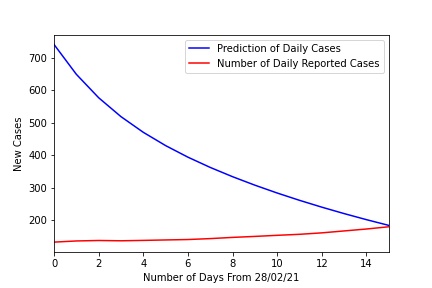 Prediction of Daily Cases
Number of Daily Reported Cases
700
600
500
400
300
200
New Cases
0 2 4 6 8 10 12 14
Number of Days From 28/02/21